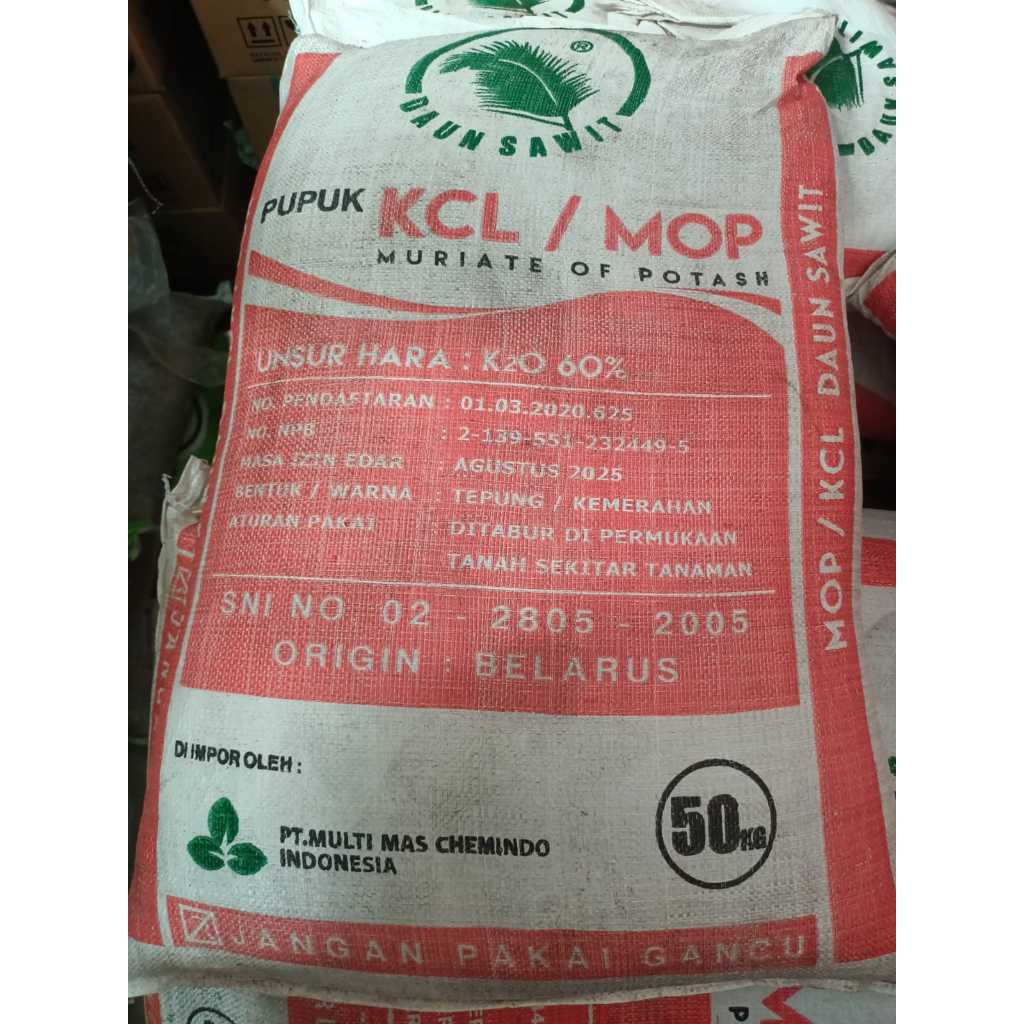 DAUN SAWIT
®
PUPUK KCL / MOP
MURIATE OF POTASH
UNSUR HARA : K2O 60%
NO. PENDAFTARAN : 01.03.2020.625
NO. NPB : 2-139-551-232449-5
MASA IZIN EDAR : AGUSTUS 2025
BENTUK / WARNA : TEPUNG / KEMERAHAN
ATURAN PAKAI : DITABUR DI PERMUKAAN
TANAH SEKITAR TANAMAN
SNI NO 02 - 2805 - 2005
ORIGIN : BELARUS
DI IMPOR OLEH :
PT.MULTI MAS CHEMINDO
INDONESIA
50KG
JANGAN PAKAI GANCU
MOP / KCL DAUN SAWIT
DAUN SAWIT